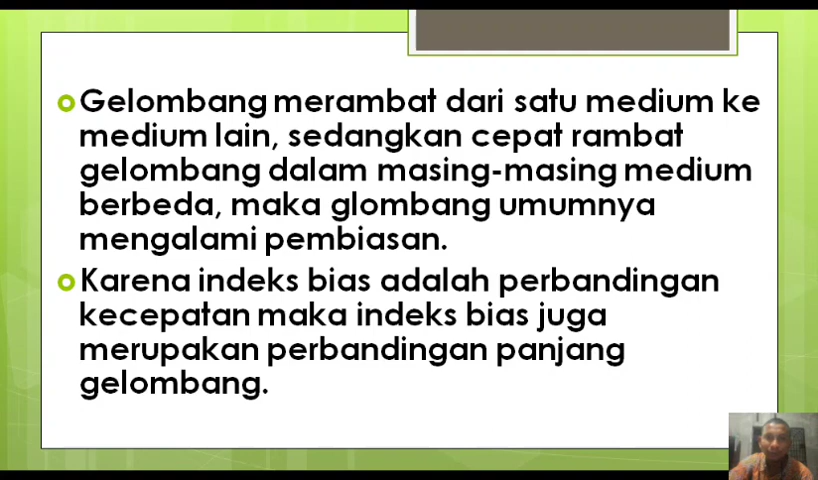 Gelombang merambat dari satu medium ke
medium lain, sedangkan cepat rambat
gelombang dalam masing-masing medium
berbeda, maka glombang umumnya
mengalami pembiasan.
Karena indeks bias adalah perbandingan
kecepatan maka indeks bias juga
merupakan perbandingan panjang
gelombang.